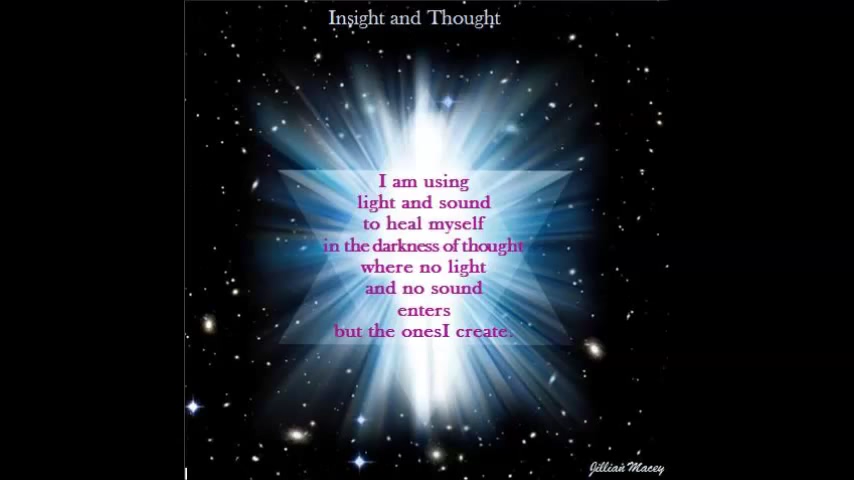 Insight and Thought
I am using
light and sound
to heal myself
in the darkness of thought
where no light
and no sound
enters
but the onesI create.
Jillian Macey